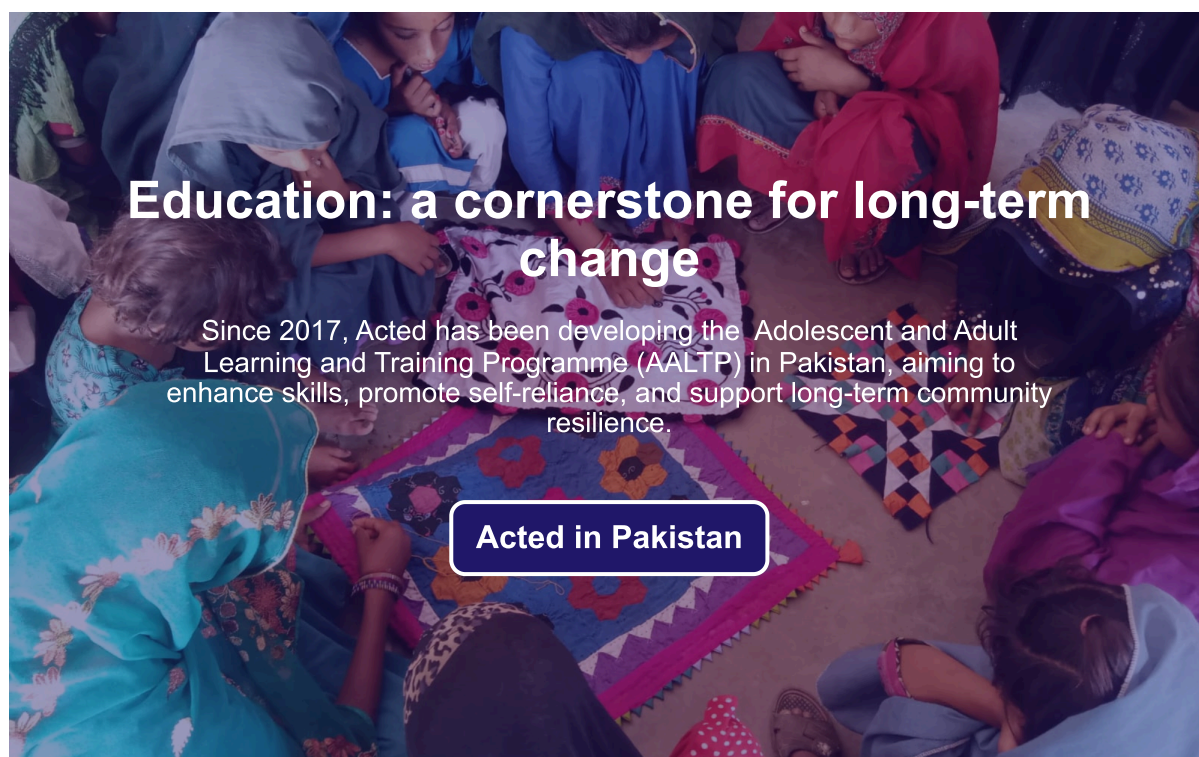 Education: a cornerstone for long-term
change
Since 2017, Acted has been developing the  Adolescent and Adult
Learning and Training Programme (AALTP) in Pakistan, aiming to
enhance skills, promote self-reliance, and support long-term community
resilience.
Acted in Pakistan